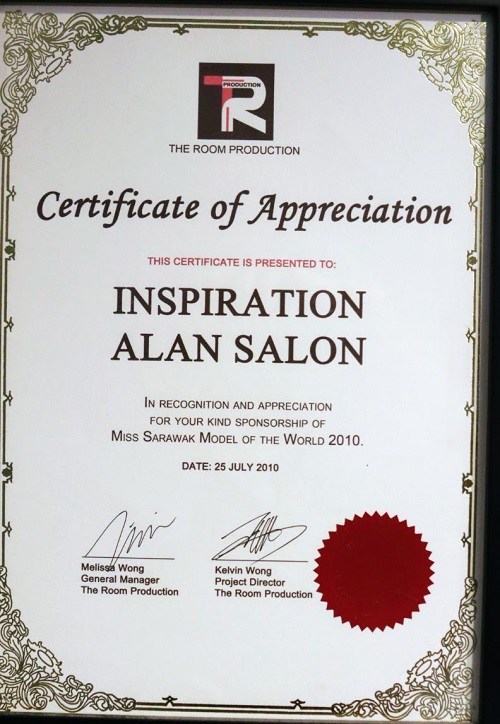 PRODUCTION
TR
THE ROOM PRODUCTION
Certificate of Appreciation
THIS CERTIFICATE IS PRESENTED TO:
INSPIRATION
ALAN SALON
IN RECOGNITION AND APPRECIATION
FOR YOUR KIND SPONSORSHIP OF
MISS SARAWAK MODEL OF THE WORLD 2010.
DATE: 25 JULY 2010
Melissa Wong
General Manager
The Room Production
Kelvin Wong
Project Director
The Room Production